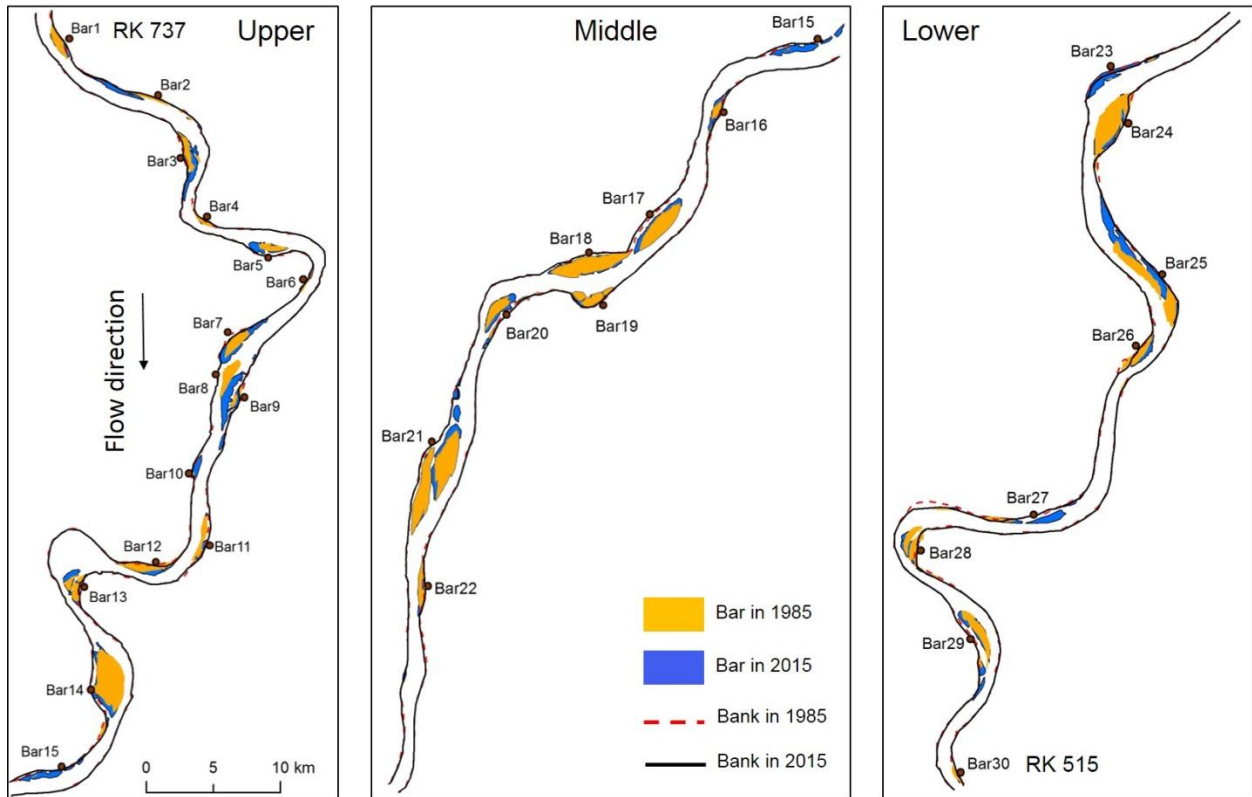 Bar1
RK 737
Upper
Bar2
Bar3
Bar4
Bar5
Bar6
Flow direction
Bar7
Bar8
Bar9
Bar10
Bar11
Bar12
Bar13
Bar14
Bar15
0 5 10 km
Middle
Bar15
Bar16
Bar17
Bar18
Bar19
Bar20
Bar21
Bar22
Bar in 1985
Bar in 2015
Bank in 1985
Bank in 2015
Lower
Bar23
Bar24
Bar25
Bar26
Bar27
Bar28
Bar29
Bar30
RK 515